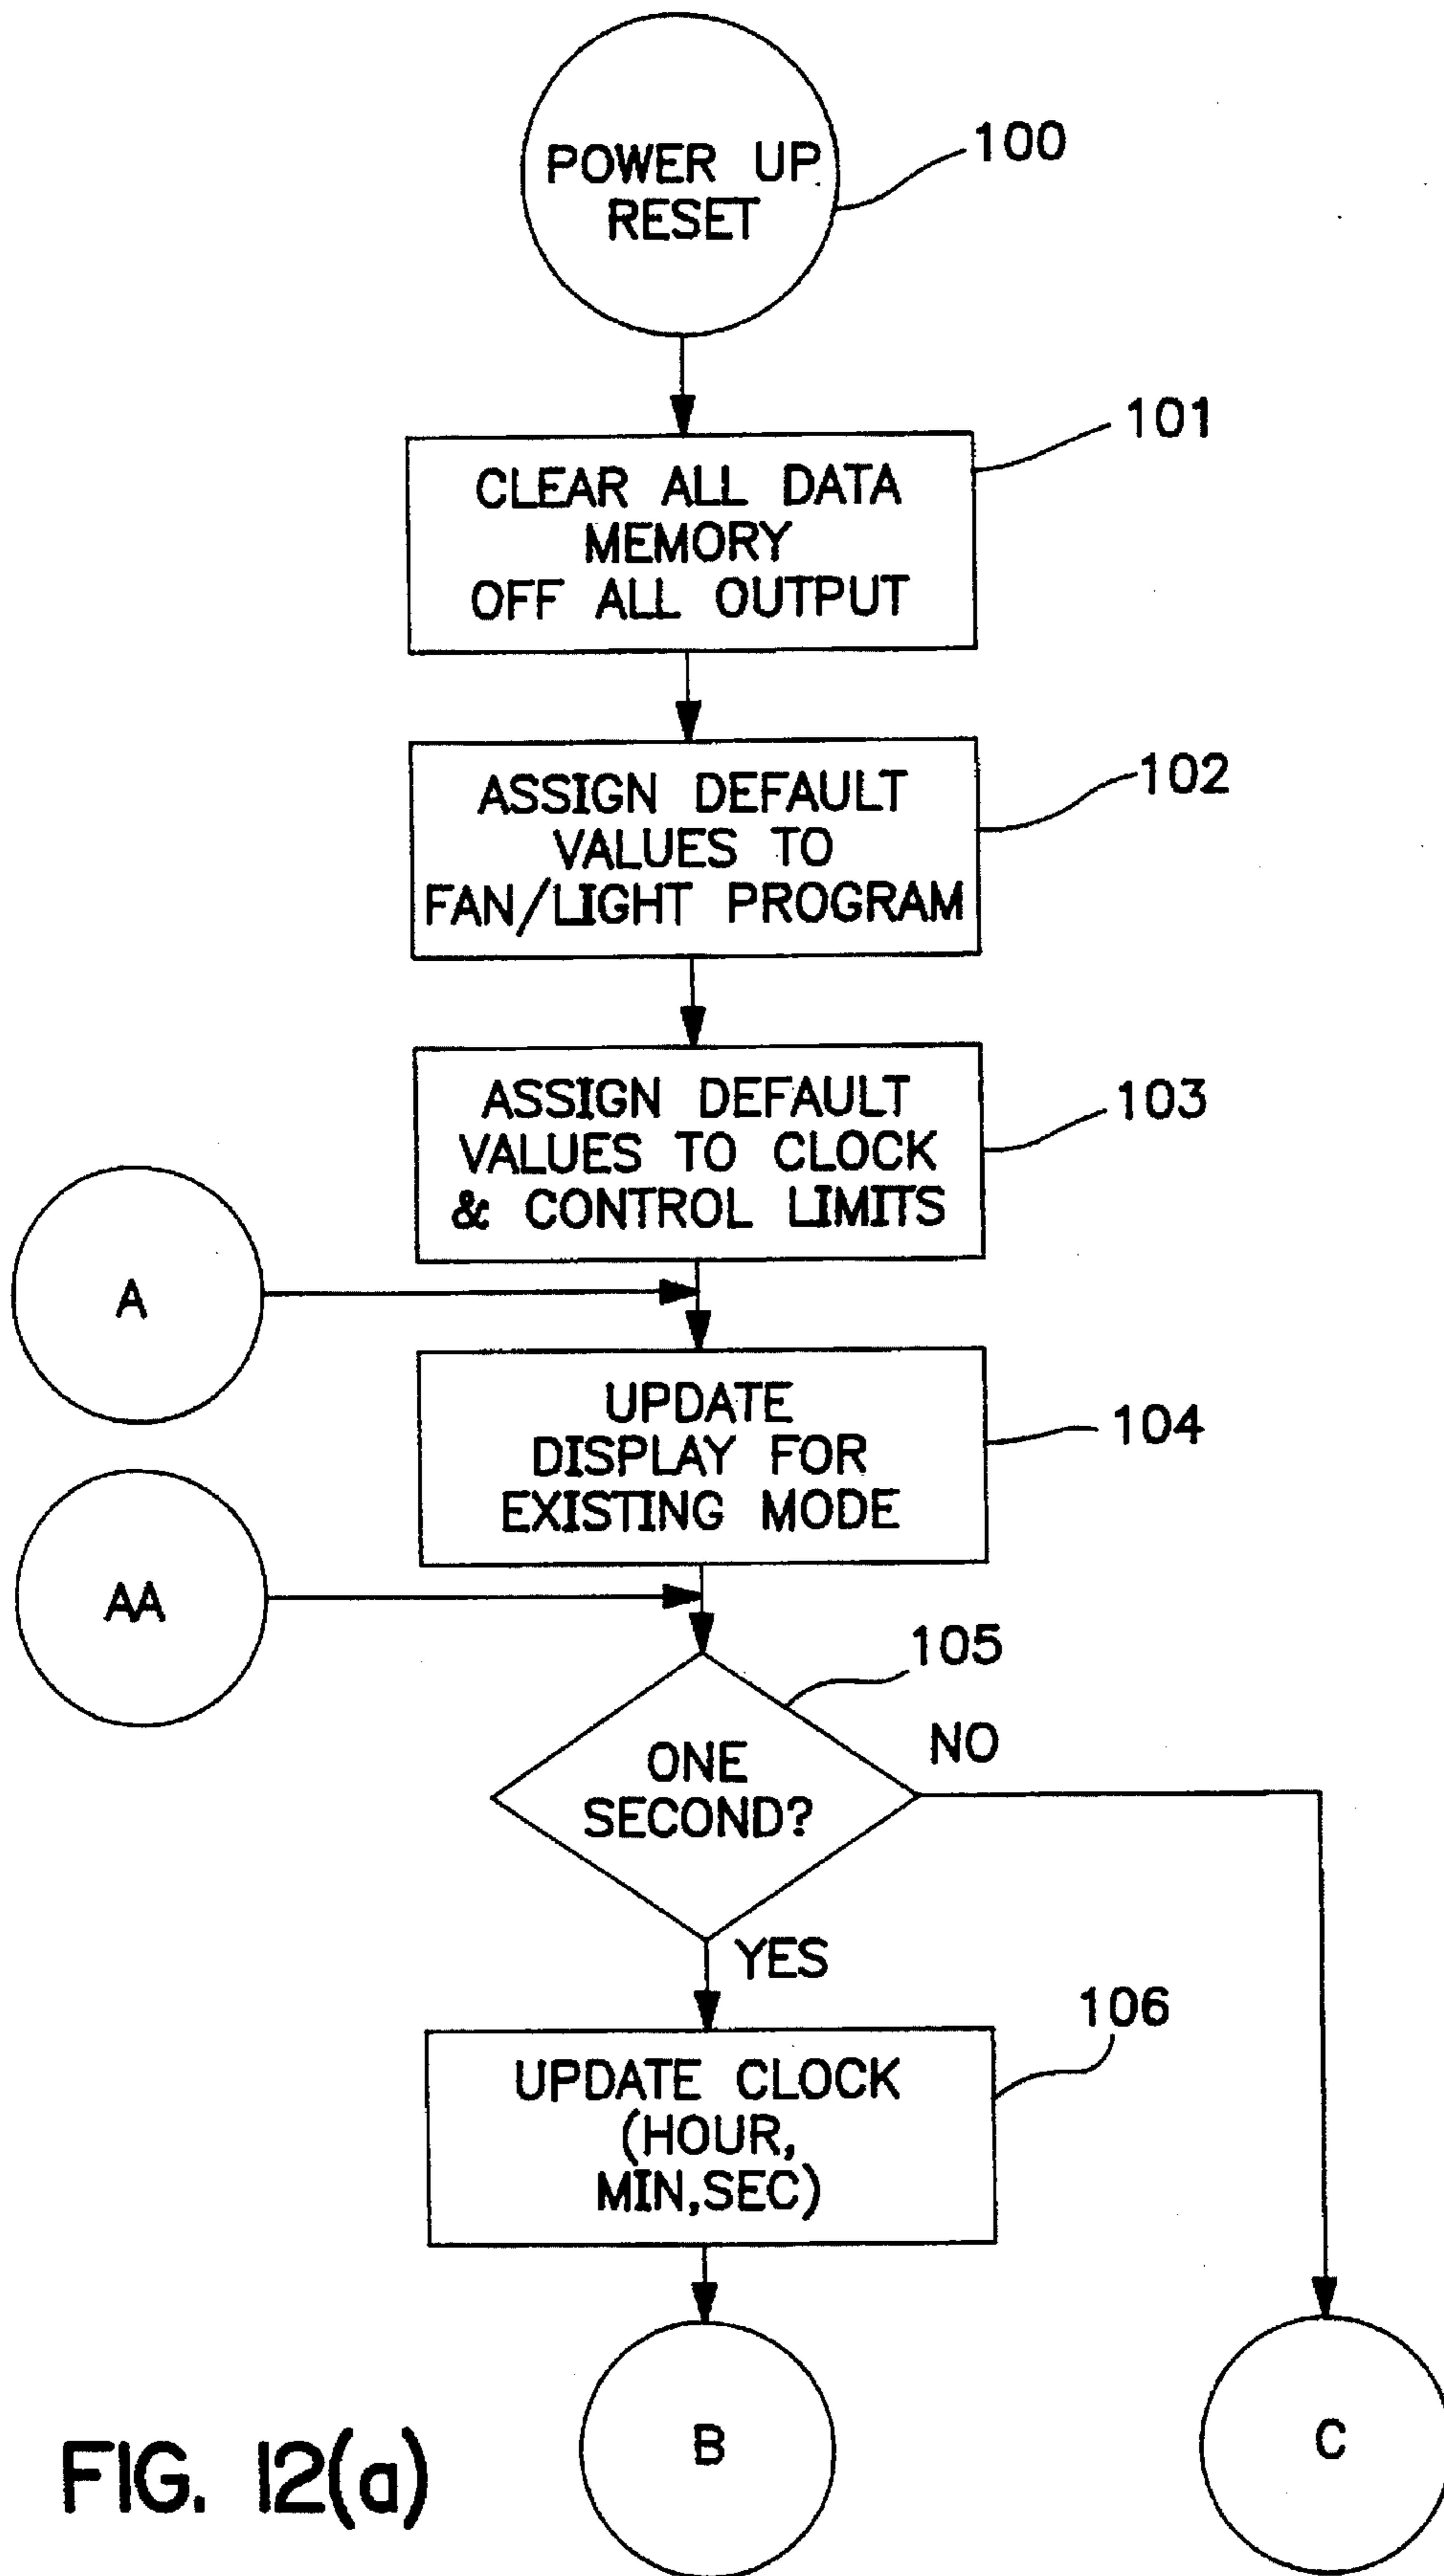 POWER UP
RESET
100
CLEAR ALL DATA
MEMORY
OFF ALL OUTPUT
101
ASSIGN DEFAULT
VALUES TO
FAN/LIGHT PROGRAM
102
ASSIGN DEFAULT
VALUES TO CLOCK
& CONTROL LIMITS
103
A
UPDATE
DISPLAY FOR
EXISTING MODE
104
AA
105
ONE
SECOND?
NO
YES
106
UPDATE CLOCK
(HOUR,
MIN,SEC)
B
C
FIG. 12(a)